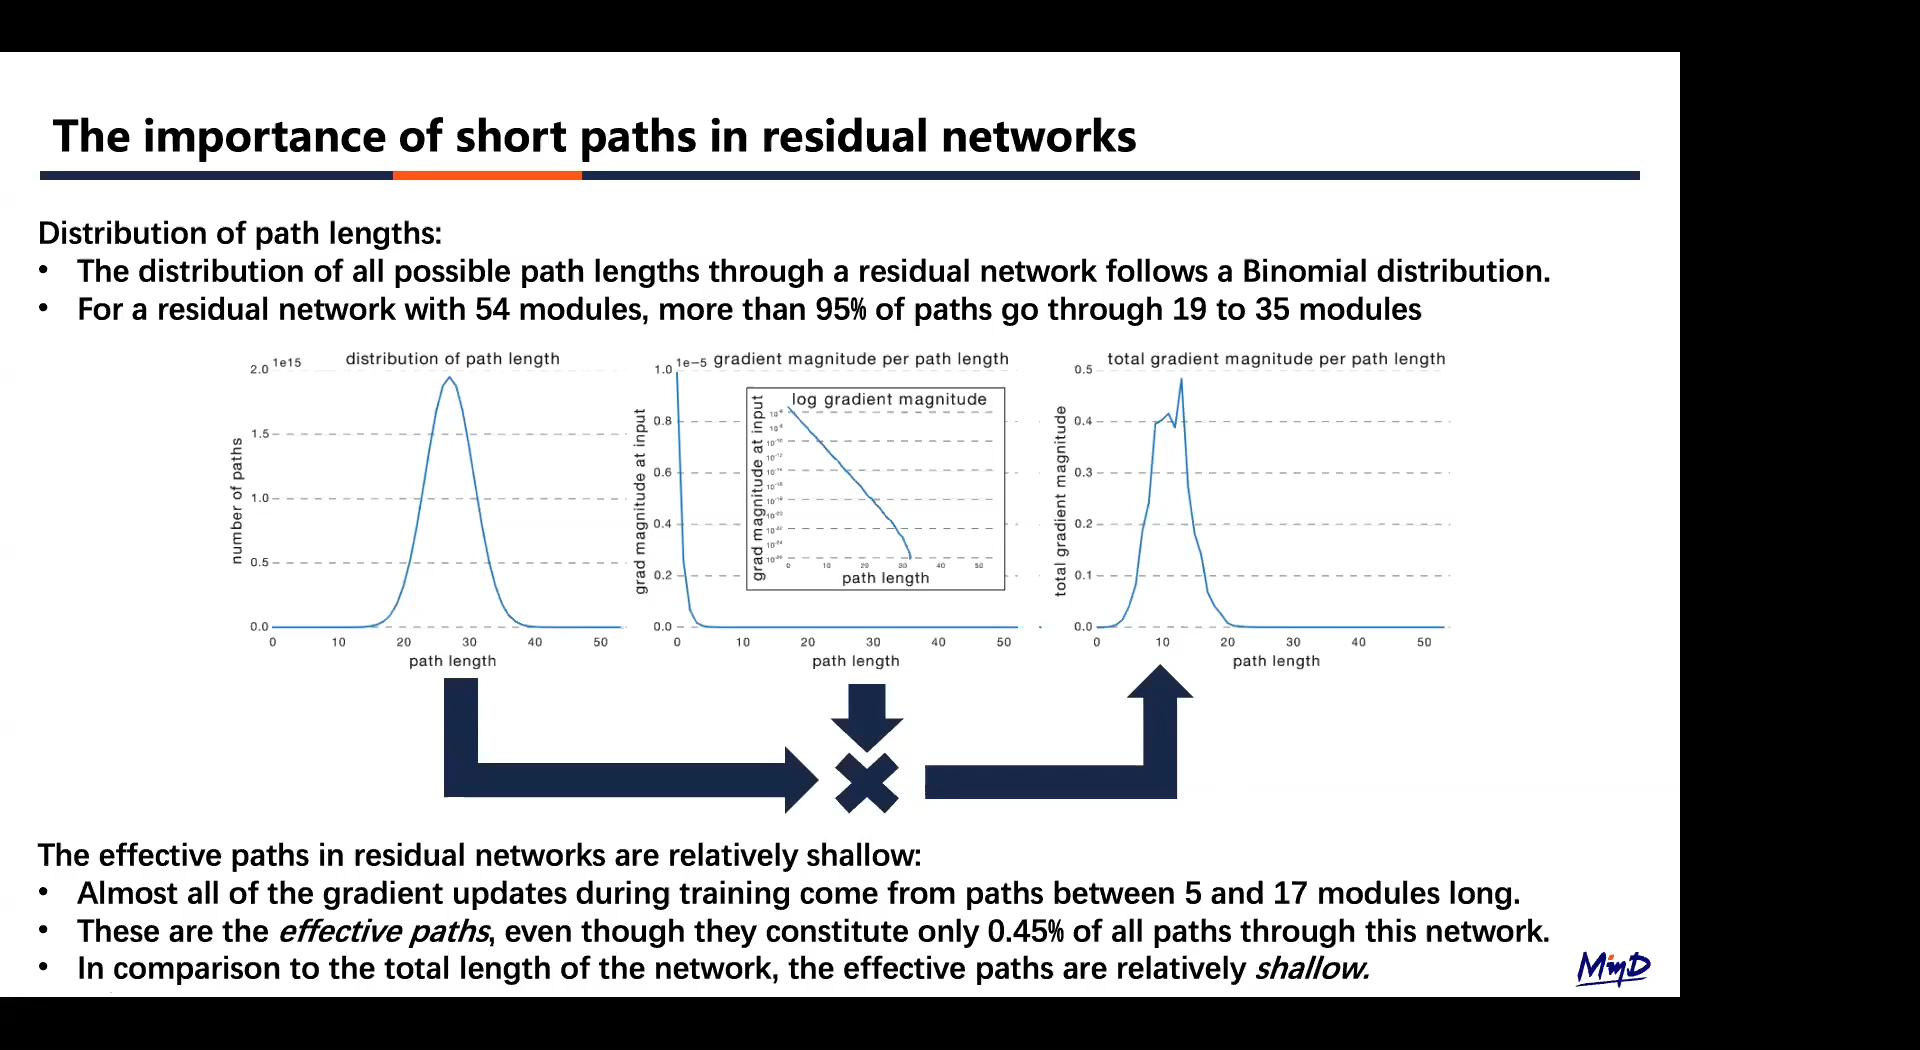 The importance of short paths in residual networks
Distribution of path lengths:
• The distribution of all possible path lengths through a residual network follows a Binomial distribution.
• For a residual network with 54 modules, more than 95% of paths go through 19 to 35 modules
distribution of path length
1e15
2.0
1.5
1.0
0.5
0.0
number of paths
0 10 20 30 40 50
path length
gradient magnitude per path length
1e−5
1.0
0.8
0.6
0.4
0.2
0.0
grad magnitude at input
0 10 20 30 40 50
path length
log gradient magnitude
grad magnitude at input
0 10 20 30 40 50
path length
total gradient magnitude per path length
0.5
0.4
0.3
0.2
0.1
0.0
total gradient magnitude
0 10 20 30 40 50
path length
The effective paths in residual networks are relatively shallow:
• Almost all of the gradient updates during training come from paths between 5 and 17 modules long.
• These are the effective paths, even though they constitute only 0.45% of all paths through this network.
• In comparison to the total length of the network, the effective paths are relatively shallow.
MinD